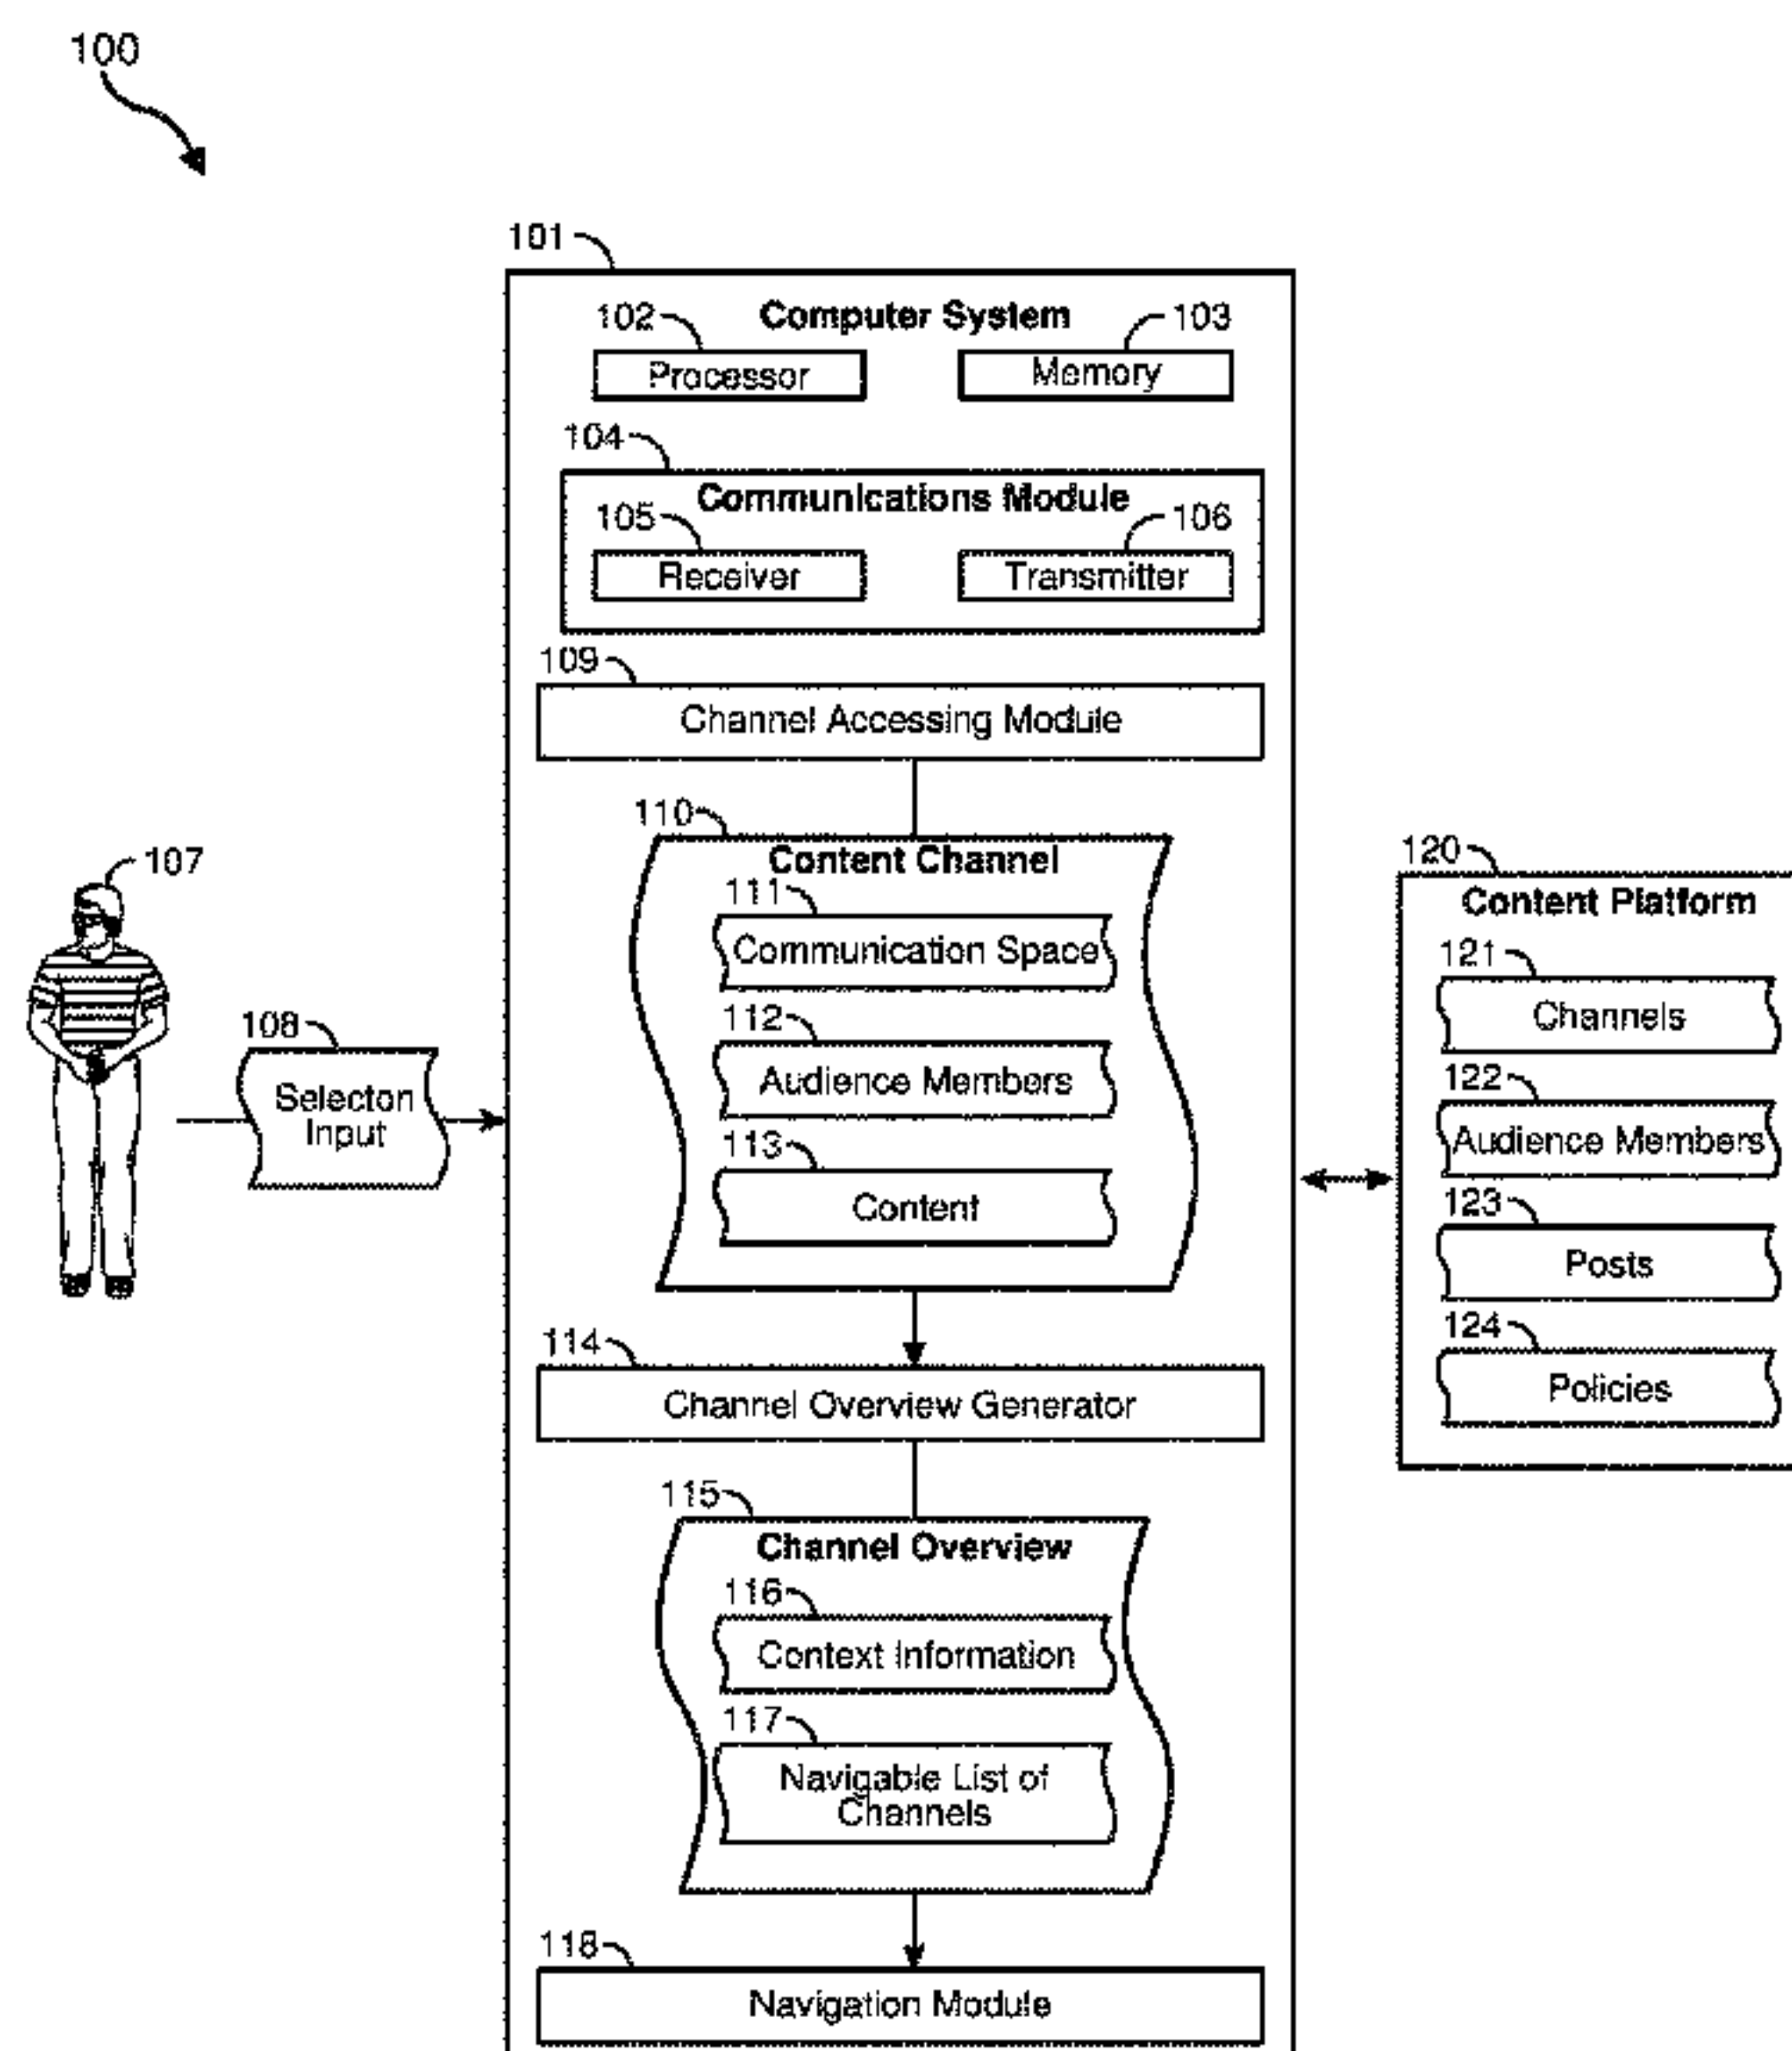 100
101
Computer System
102
103
Processor
Memory
104
Communications Module
105
106
Receiver
Transmitter
109
Channel Accessing Module
110
Content Channel
111
Communication Space
112
Audience Members
113
Content
107
108
Selecton
Input
120
Content Platform
121
Channels
122
Audience Members
123
Posts
124
Policies
114
Channel Overview Generator
115
Channel Overview
116
Context Information
117
Navigable List of
Channels
118
Navigation Module